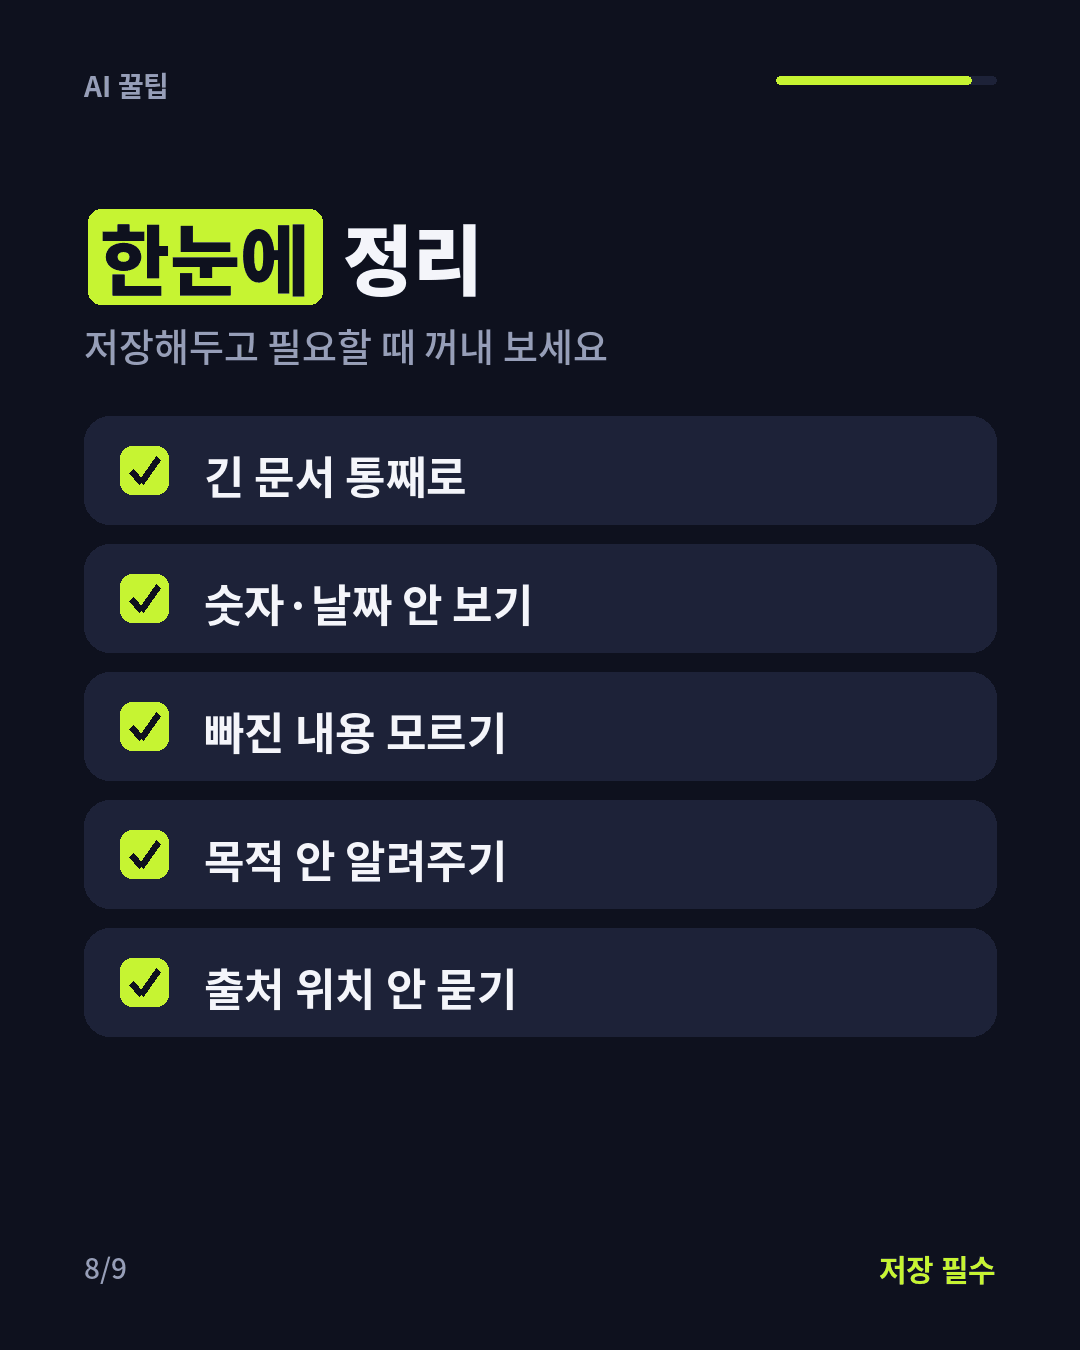 AI 꿀팁
한눈에 정리
저장해두고 필요할 때 꺼내 보세요
긴 문서 통째로
숫자·날짜 안 보기
빠진 내용 모르기
목적 안 알려주기
출처 위치 안 묻기
8/9
저장 필수